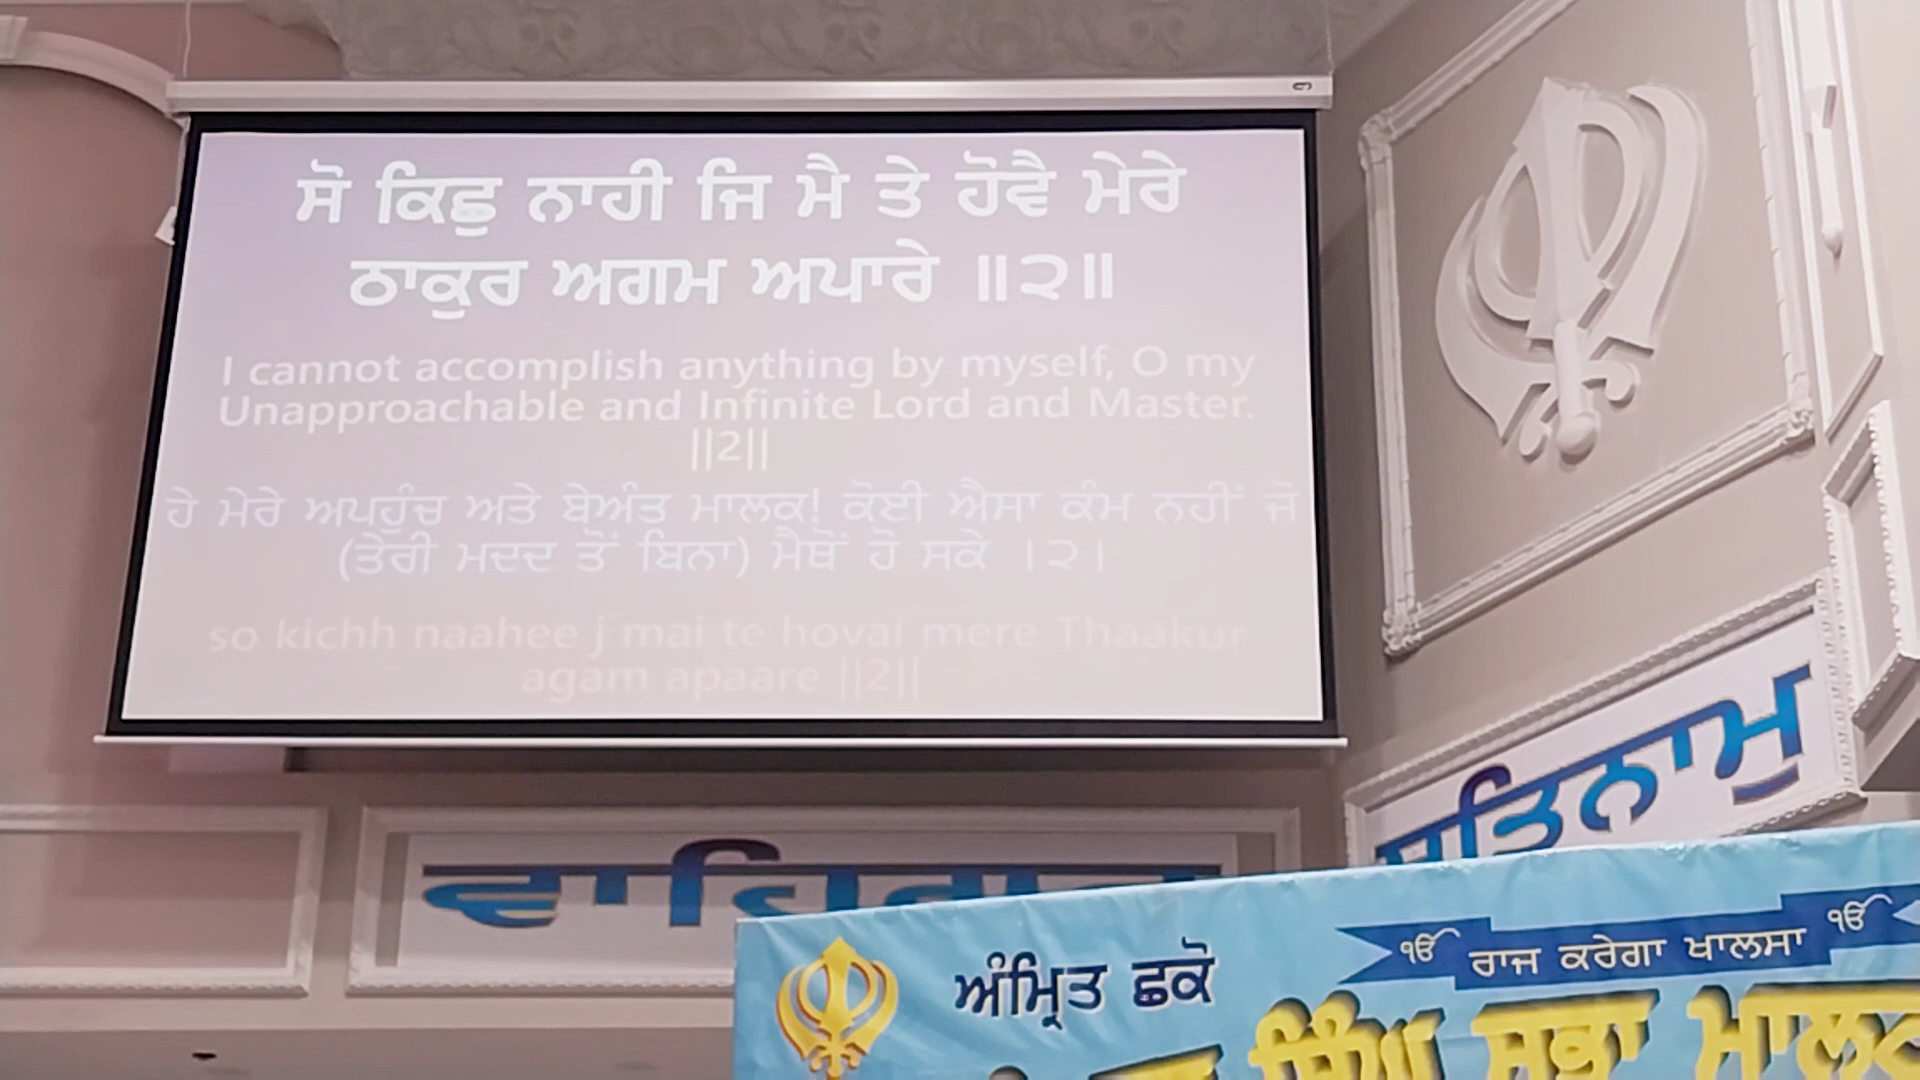 ਸੋ ਕਿਛੁ ਨਾਹੀ ਜਿ ਮੈ ਤੇ ਹੋਵੈ ਮੇਰੇ
ਠਾਕੁਰ ਅਗਮ ਅਪਾਰੇ ॥੨॥
I cannot accomplish anything by myself, O my
Unapproachable and Infinite Lord and Master.
||2||
ਹੇ ਮੇਰੇ ਅਪਹੁੰਚ ਅਤੇ ਬੇਅੰਤ ਮਾਲਕ! ਕੋਈ ਐਸਾ ਕੰਮ ਨਹੀਂ ਜੋ
(ਤੇਰੀ ਮਦਦ ਤੋਂ ਬਿਨਾ) ਮੈਥੋਂ ਹੋ ਸਕੇ ।੨।
so kichh naahee j mai te hovai mere Thaakur
agam apaare ||2||
ਸਤਿਨਾਮੁ
ੴ ਰਾਜ ਕਰੇਗਾ ਖਾਲਸਾ ੴ
ਅੰਮ੍ਰਿਤ ਛਕੋ
ਸਿੰਘ ਸਭਾ